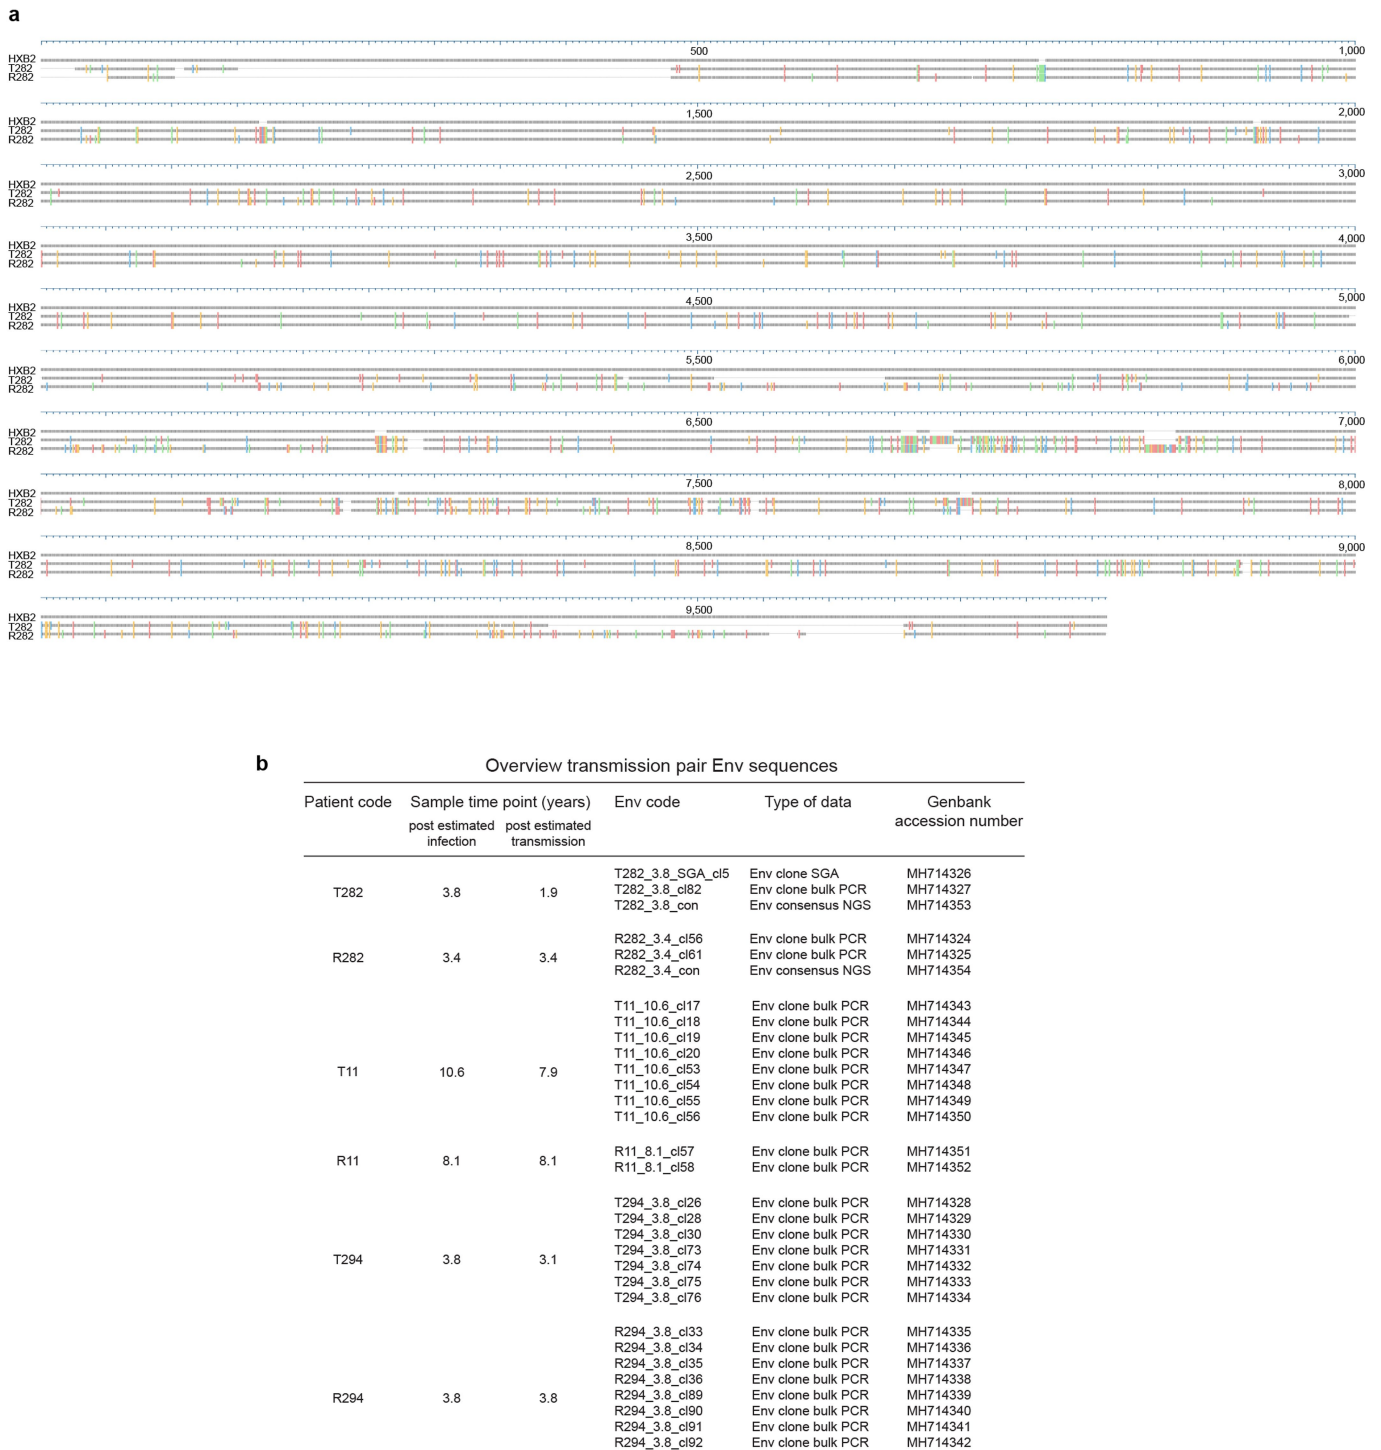 a
500 1,000
HXB2
T282
R282
1,500 2,000
HXB2
T282
R282
2,500 3,000
HXB2
T282
R282
3,500 4,000
HXB2
T282
R282
4,500 5,000
HXB2
T282
R282
5,500 6,000
HXB2
T282
R282
6,500 7,000
HXB2
T282
R282
7,500 8,000
HXB2
T282
R282
8,500 9,000
HXB2
T282
R282
9,500
HXB2
T282
R282
b
Overview transmission pair Env sequences
Patient code Sample time point (years) Env code Type of data Genbank
accession number
post estimated post estimated
infection transmission
T282_3.8_SGA_cl5 Env clone SGA MH714326
T282 3.8 1.9 T282_3.8_cl82 Env clone bulk PCR MH714327
T282_3.8_con Env consensus NGS MH714353
R282_3.4_cl56 Env clone bulk PCR MH714324
R282 3.4 3.4 R282_3.4_cl61 Env clone bulk PCR MH714325
R282_3.4_con Env consensus NGS MH714354
T11_10.6_cl17 Env clone bulk PCR MH714343
T11_10.6_cl18 Env clone bulk PCR MH714344
T11_10.6_cl19 Env clone bulk PCR MH714345
T11_10.6_cl20 Env clone bulk PCR MH714346
T11 10.6 7.9 T11_10.6_cl53 Env clone bulk PCR MH714347
T11_10.6_cl54 Env clone bulk PCR MH714348
T11_10.6_cl55 Env clone bulk PCR MH714349
T11_10.6_cl56 Env clone bulk PCR MH714350
R11 8.1 8.1 R11_8.1_cl57 Env clone bulk PCR MH714351
R11_8.1_cl58 Env clone bulk PCR MH714352
T294_3.8_cl26 Env clone bulk PCR MH714328
T294_3.8_cl28 Env clone bulk PCR MH714329
T294_3.8_cl30 Env clone bulk PCR MH714330
T294 3.8 3.1 T294_3.8_cl73 Env clone bulk PCR MH714331
T294_3.8_cl74 Env clone bulk PCR MH714332
T294_3.8_cl75 Env clone bulk PCR MH714333
T294_3.8_cl76 Env clone bulk PCR MH714334
R294_3.8_cl33 Env clone bulk PCR MH714335
R294_3.8_cl34 Env clone bulk PCR MH714336
R294_3.8_cl35 Env clone bulk PCR MH714337
R294_3.8_cl36 Env clone bulk PCR MH714338
R294 3.8 3.8 R294_3.8_cl89 Env clone bulk PCR MH714339
R294_3.8_cl90 Env clone bulk PCR MH714340
R294_3.8_cl91 Env clone bulk PCR MH714341
R294_3.8_cl92 Env clone bulk PCR MH714342